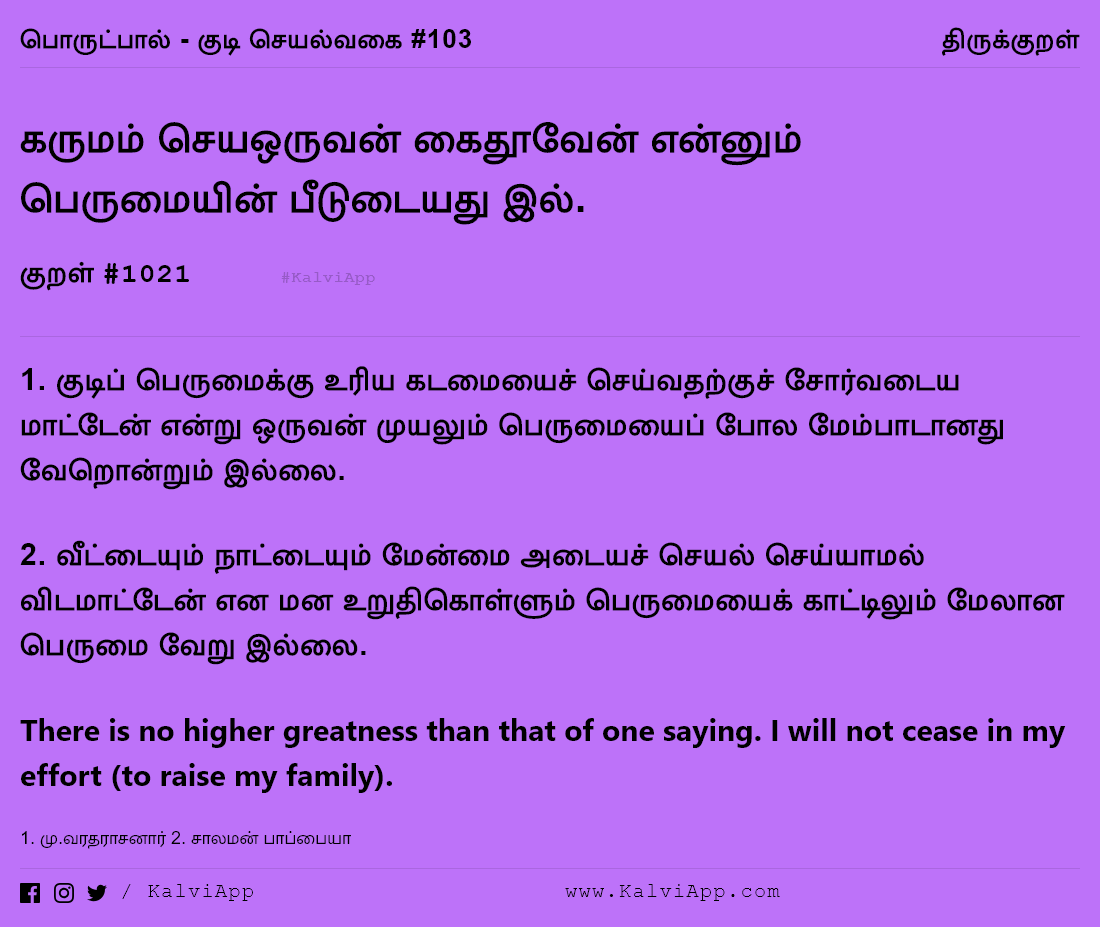 பொருட்பால் - குடி செயல்வகை #103 திருக்குறள்
கருமம் செயஒருவன் கைதூவேன் என்னும்
பெருமையின் பீடுடையது இல்.
குறள் #1021 #KalviApp
1. குடிப் பெருமைக்கு உரிய கடமையைச் செய்வதற்குச் சோர்வடைய
மாட்டேன் என்று ஒருவன் முயலும் பெருமையைப் போல மேம்பாடானது
வேறொன்றும் இல்லை.
2. வீட்டையும் நாட்டையும் மேன்மை அடையச் செயல் செய்யாமல்
விடமாட்டேன் என மன உறுதிகொள்ளும் பெருமையைக் காட்டிலும் மேலான
பெருமை வேறு இல்லை.
There is no higher greatness than that of one saying. I will not cease in my
effort (to raise my family).
1. மு.வரதராசனார் 2. சாலமன் பாப்பையா
/ KalviApp www.KalviApp.com